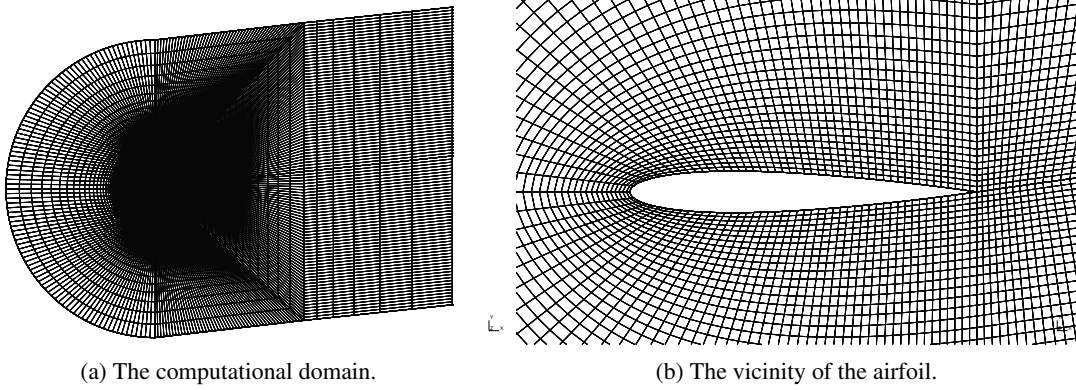 (a) The computational domain.
(b) The vicinity of the airfoil.